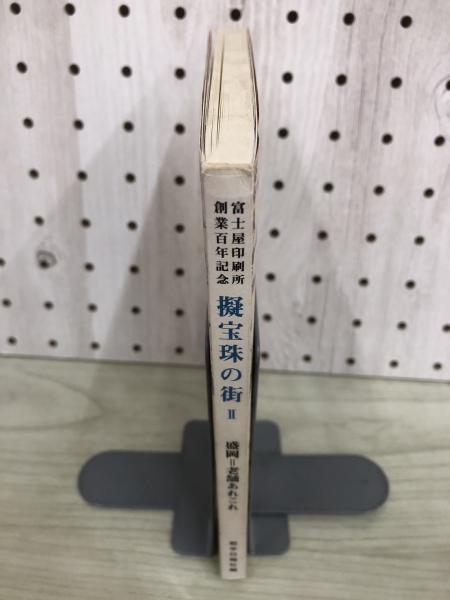 富士屋印刷所
創業百年記念
擬宝珠の街 II
盛岡=老舗あれこれ